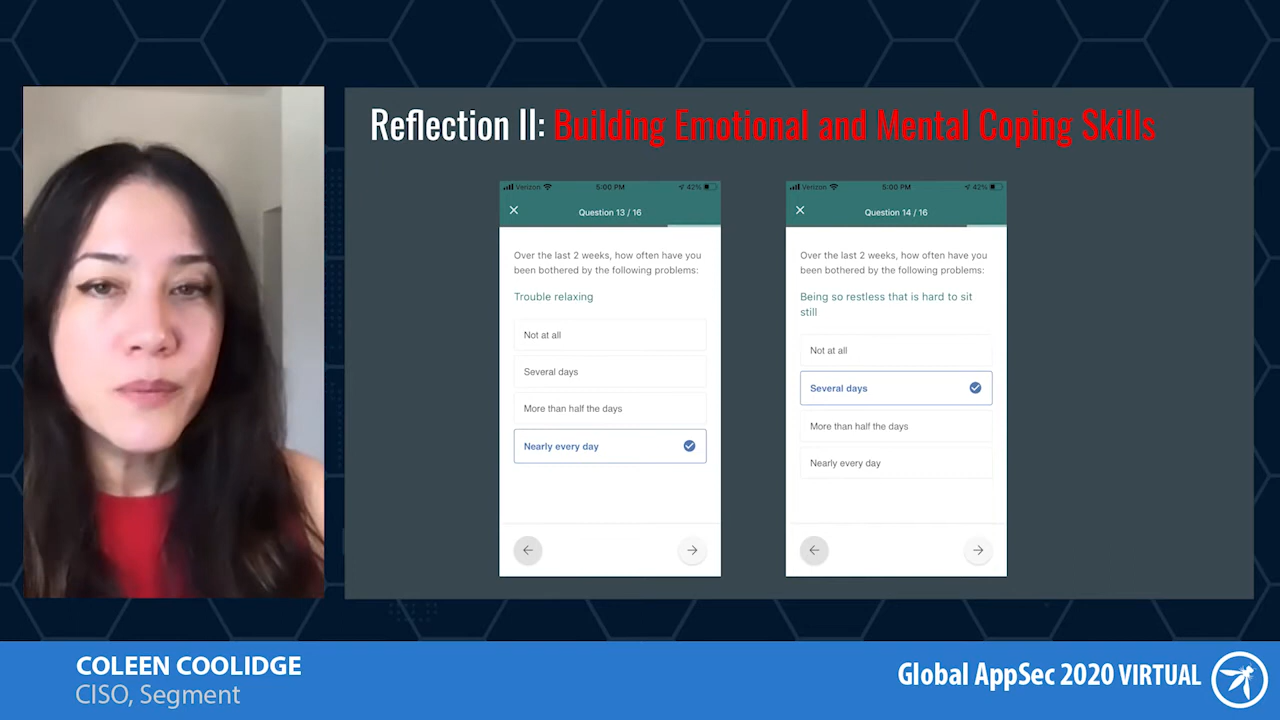 Reflection II: Building Emotional and Mental Coping Skills
Verizon 5:00 PM 42%
Question 13 / 16
Over the last 2 weeks, how often have you
been bothered by the following problems:
Trouble relaxing
Not at all
Several days
More than half the days
Nearly every day
Verizon 5:00 PM 42%
Question 14 / 16
Over the last 2 weeks, how often have you
been bothered by the following problems:
Being so restless that is hard to sit
still
Not at all
Several days
More than half the days
Nearly every day
COLEEN COOLIDGE
CISO, Segment
Global AppSec 2020 VIRTUAL